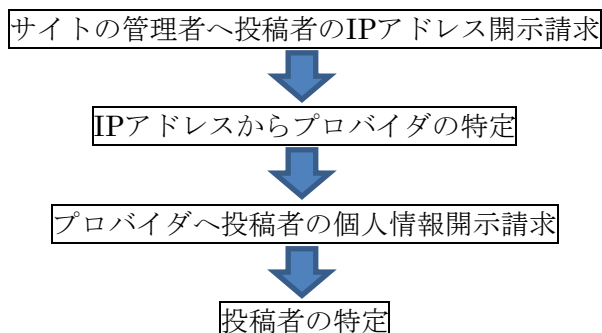 サイトの管理者へ投稿者のIPアドレス開示請求
IPアドレスからプロバイダの特定
プロバイダへ投稿者の個人情報開示請求
投稿者の特定